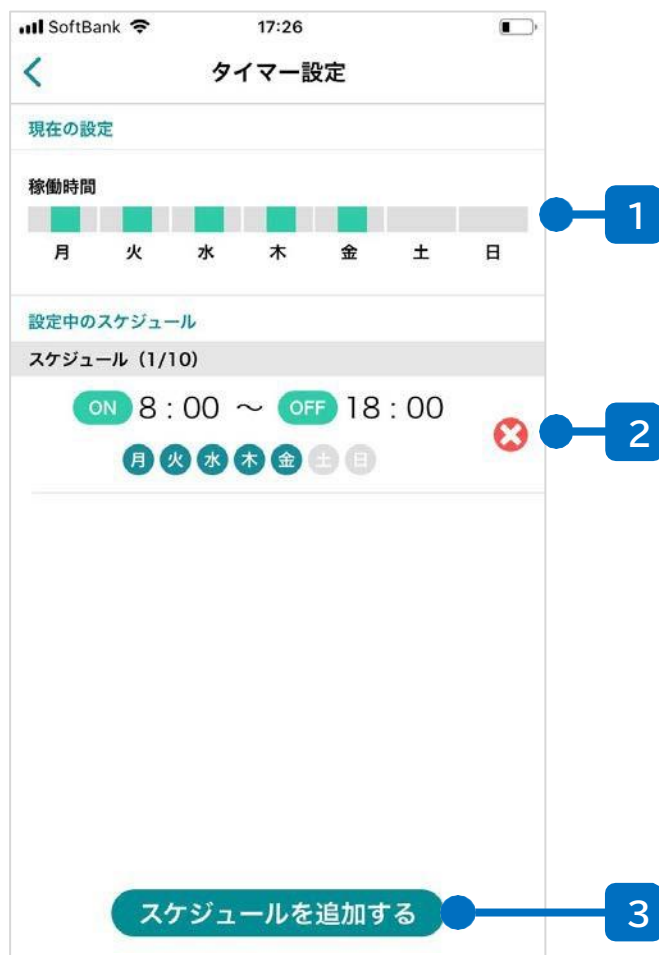 SoftBank 17:26
タイマー設定
現在の設定
稼働時間
月 火 水 木 金 土 日
1
設定中のスケジュール
スケジュール（1/10）
ON 8：00 ～ OFF 18：00
月 火 水 木 金 土 日
2
スケジュールを追加する
3